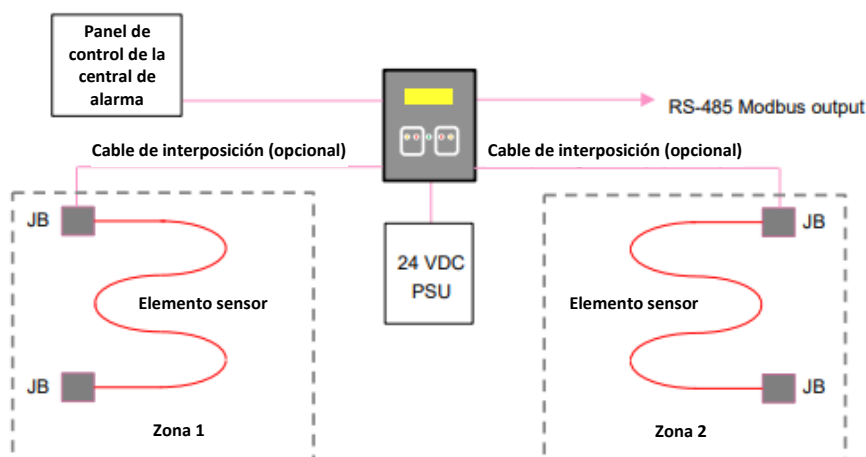 Panel de
control de la
central de
alarma
RS-485 Modbus output
Cable de interposición (opcional)
Cable de interposición (opcional)
JB
JB
24 VDC
PSU
Elemento sensor
Elemento sensor
JB
JB
Zona 1
Zona 2